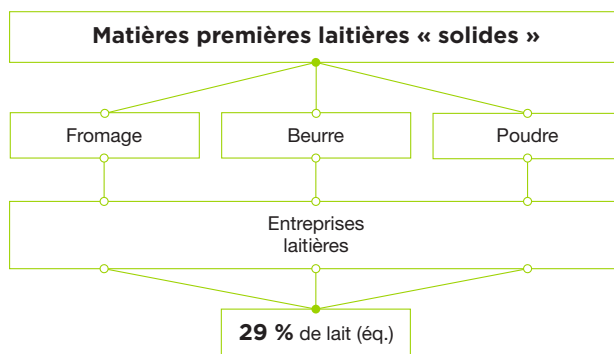 Matières premières laitières « solides »
Fromage
Beurre
Poudre
Entreprises
laitières
29 % de lait (éq.)